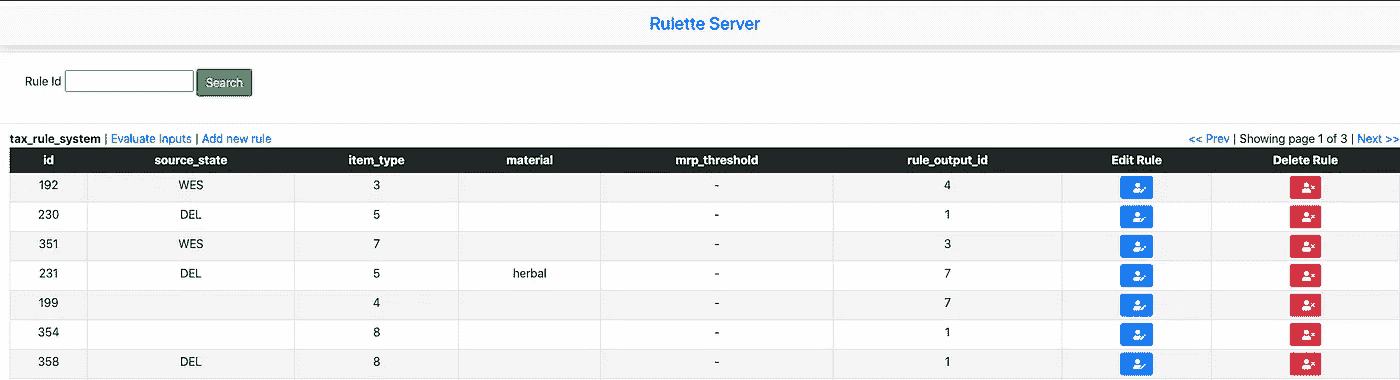 Rulette Server
Rule Id Search
tax_rule_system | Evaluate Inputs | Add new rule << Prev | Showing page 1 of 3 | Next >>
id source_state item_type material mrp_threshold rule_output_id Edit Rule Delete Rule
192 WES 3 - 4
230 DEL 5 - 1
351 WES 7 - 3
231 DEL 5 herbal - 7
199 4 - 7
354 8 - 1
358 DEL 8 - 1